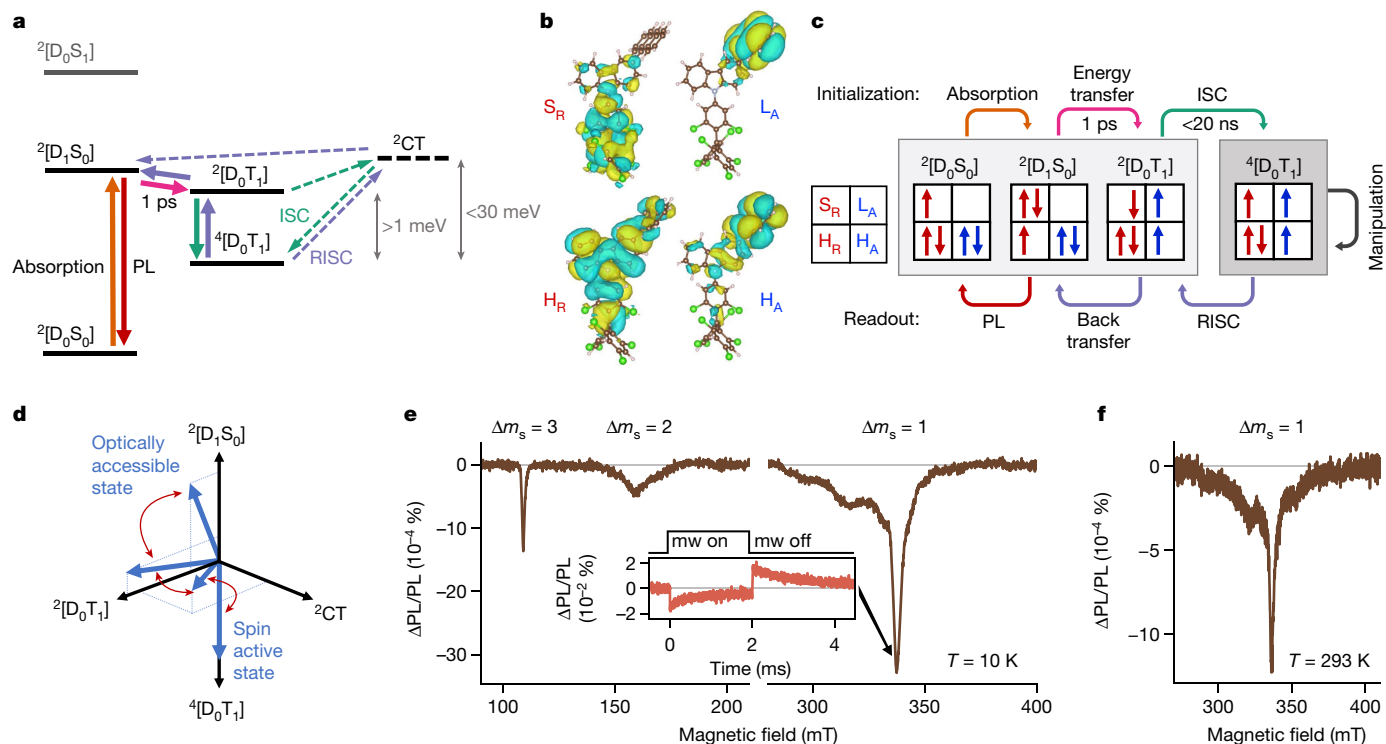 a
²[D₀S₁]
²[D₁S₀]
²CT
²[D₀T₁]
1 ps
ISC
>1 meV
<30 meV
⁴[D₀T₁]
RISC
Absorption
PL
²[D₀S₀]
b
S_R
L_A
H_R
H_A
c
Initialization:
Absorption
Energy
transfer
1 ps
ISC
<20 ns
²[D₀S₀]
²[D₁S₀]
²[D₀T₁]
⁴[D₀T₁]
S_R
L_A
H_R
H_A
Manipulation
Readout:
PL
Back
transfer
RISC
d
²[D₁S₀]
Optically
accessible
state
²[D₀T₁]
²CT
Spin
active
state
⁴[D₀T₁]
e
Δmₛ = 3
Δmₛ = 2
Δmₛ = 1
ΔPL/PL (10⁻⁴ %)
0
−10
−20
−30
mw on
mw off
ΔPL/PL
(10⁻² %)
2
0
−2
0
2
4
Time (ms)
T = 10 K
100
150
200
300
350
400
Magnetic field (mT)
f
Δmₛ = 1
ΔPL/PL (10⁻⁴ %)
0
−5
−10
T = 293 K
300
350
400
Magnetic field (mT)